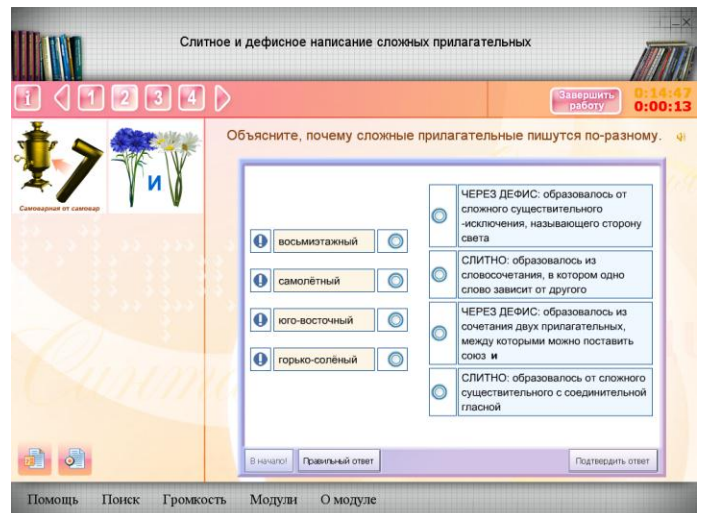 Слитное и дефисное написание сложных прилагательных
1 2 3 4
Завершить
работу
0:14:47
0:00:13
Самоварная от самовар
И
Объясните, почему сложные прилагательные пишутся по-разному.
восьмиэтажный
самолётный
юго-восточный
горько-солёный
ЧЕРЕЗ ДЕФИС: образовалось от
сложного существительного
-исключения, называющего сторону
света
СЛИТНО: образовалось из
словосочетания, в котором одно
слово зависит от другого
ЧЕРЕЗ ДЕФИС: образовалось из
сочетания двух прилагательных,
между которыми можно поставить
союз и
СЛИТНО: образовалось от сложного
существительного с соединительной
гласной
В начало!
Правильный ответ
Подтвердить ответ
Помощь Поиск Громкость Модули О модуле